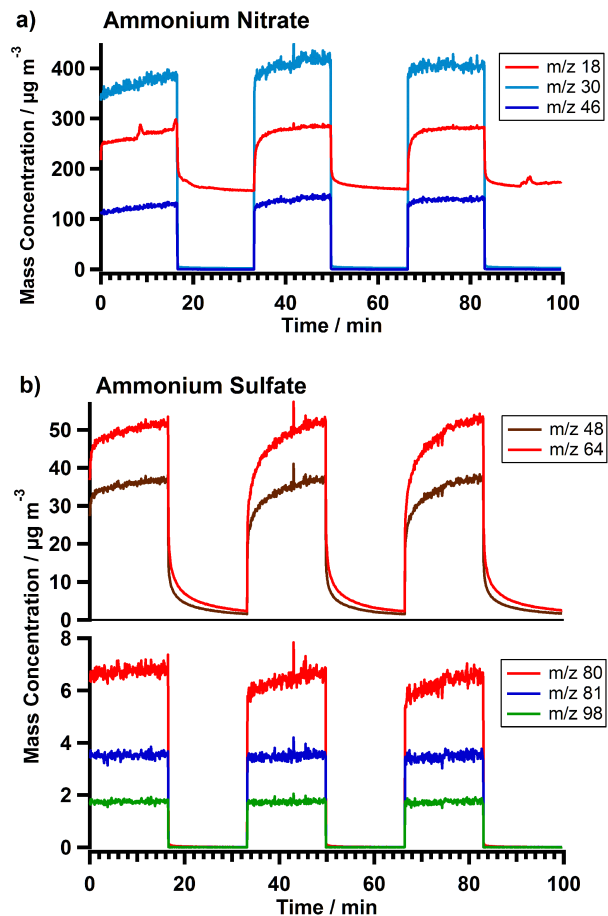 a) Ammonium Nitrate
400
300
200
100
0
Mass Concentration / µg m⁻³
m/z 18
m/z 30
m/z 46
0 20 40 60 80 100
Time / min
b) Ammonium Sulfate
50
40
30
20
10
0
m/z 48
m/z 64
Mass Concentration / µg m⁻³
8
6
4
2
0
m/z 80
m/z 81
m/z 98
0 20 40 60 80 100
Time / min